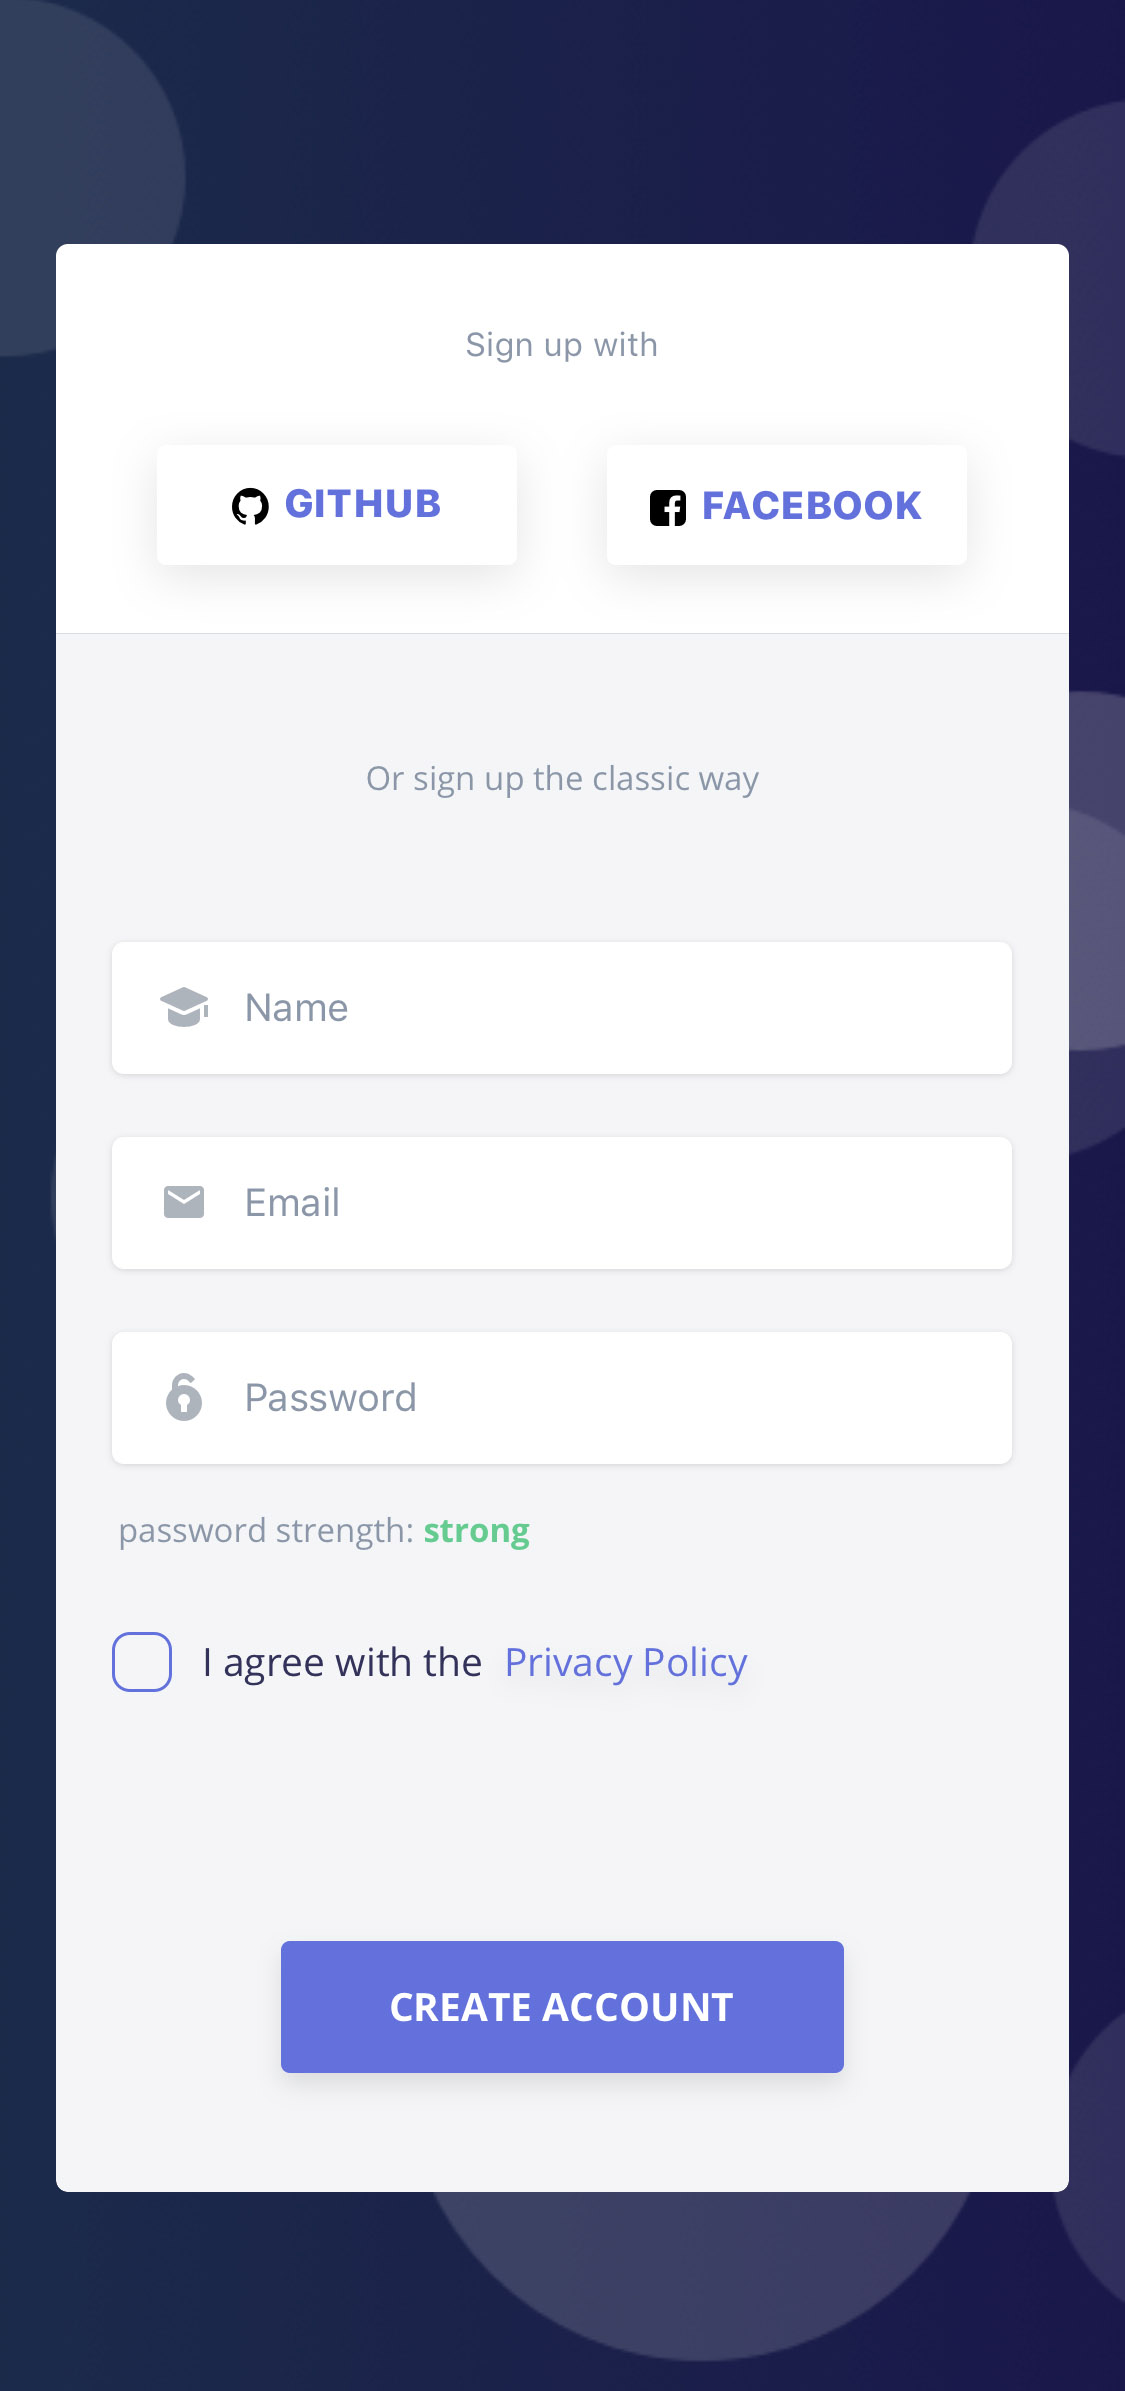 Sign up with
GITHUB
FACEBOOK
Or sign up the classic way
Name
Email
Password
password strength: strong
I agree with the Privacy Policy
CREATE ACCOUNT